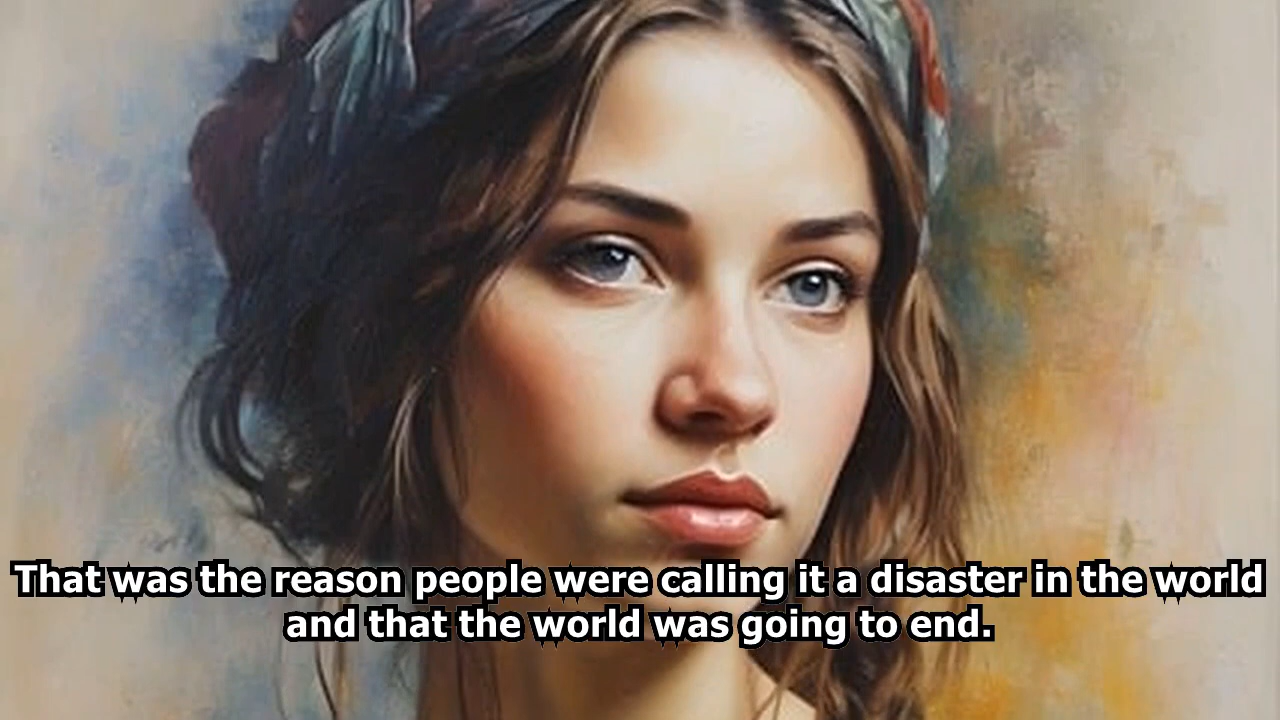 That was the reason people were calling it a disaster in the world
and that the world was going to end.